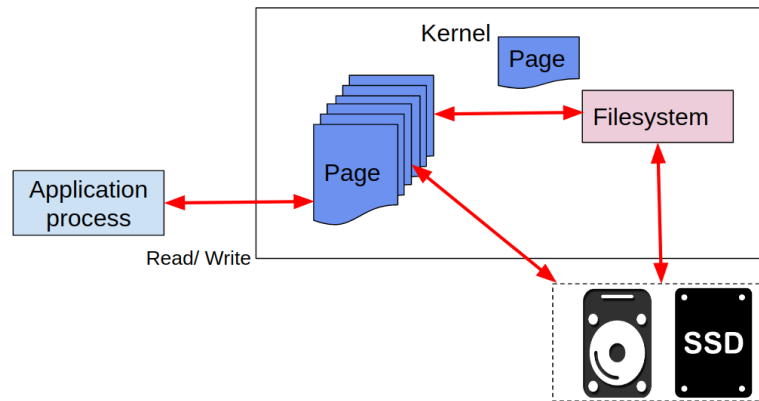 Kernel
Page
Filesystem
Page
Application
process
Read/ Write
SSD